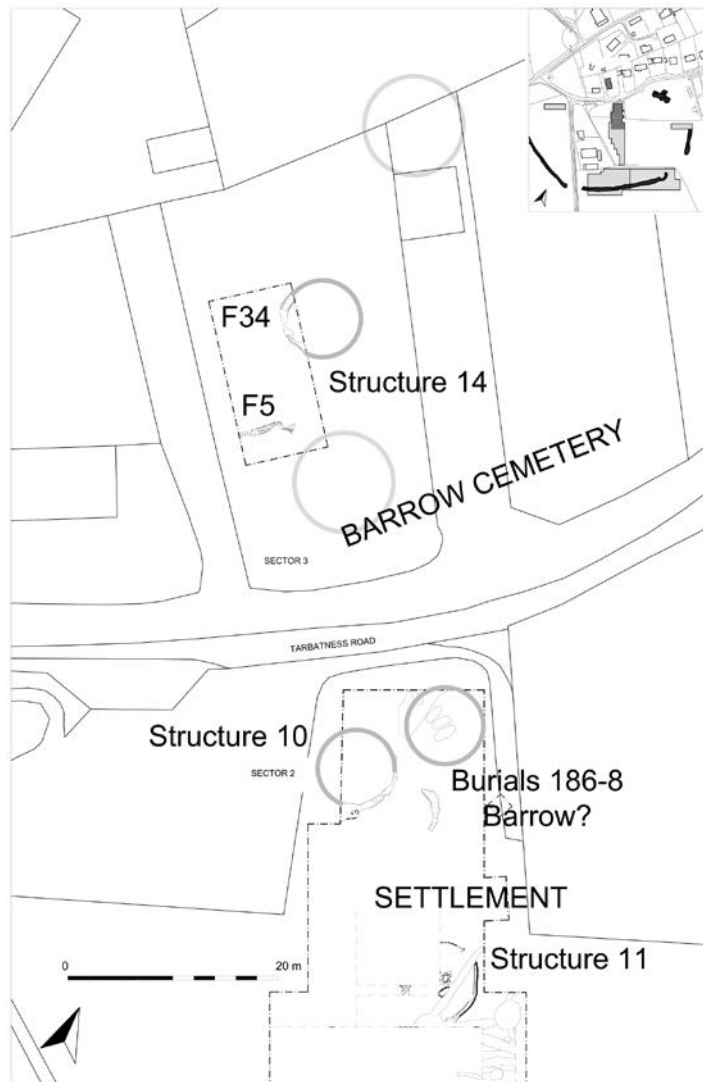 F34
Structure 14
F5
BARROW CEMETERY
SECTOR 3
TARBATNESS ROAD
Structure 10
SECTOR 2
Burials 186-8
Barrow?
SETTLEMENT
Structure 11
0
20 m